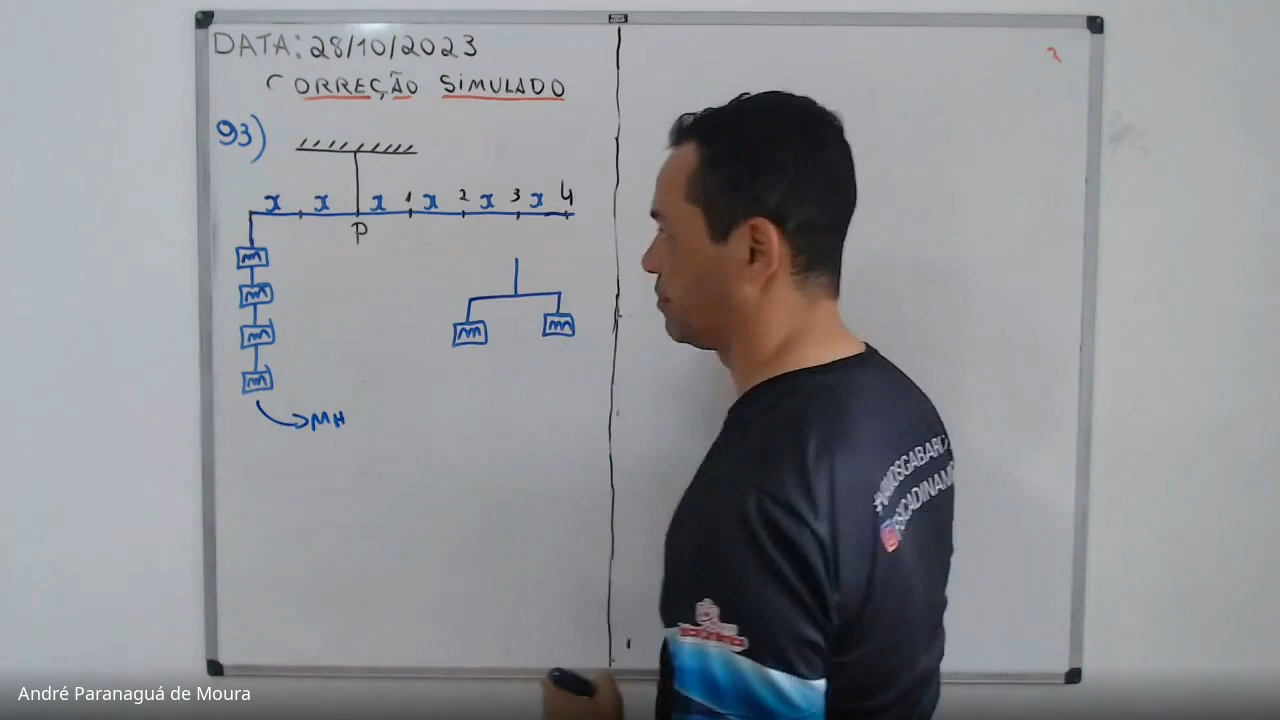 DATA: 28/10/2023
CORREÇÃO SIMULADO
93)
x x x 1 x 2 x 3 x 4
P
m
m
m m
m
m
MH
André Paranaguá de Moura